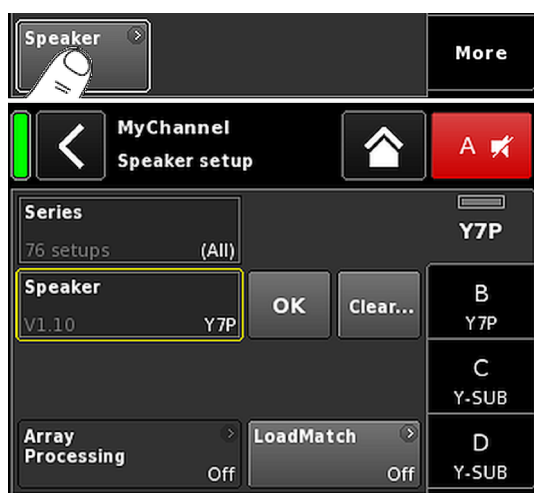 Speaker
More
MyChannel
Speaker setup
A
Series
76 setups (All)
Y7P
Speaker
V1.10 Y7P
OK
Clear...
B
Y7P
C
Y-SUB
Array
Processing
Off
LoadMatch
Off
D
Y-SUB